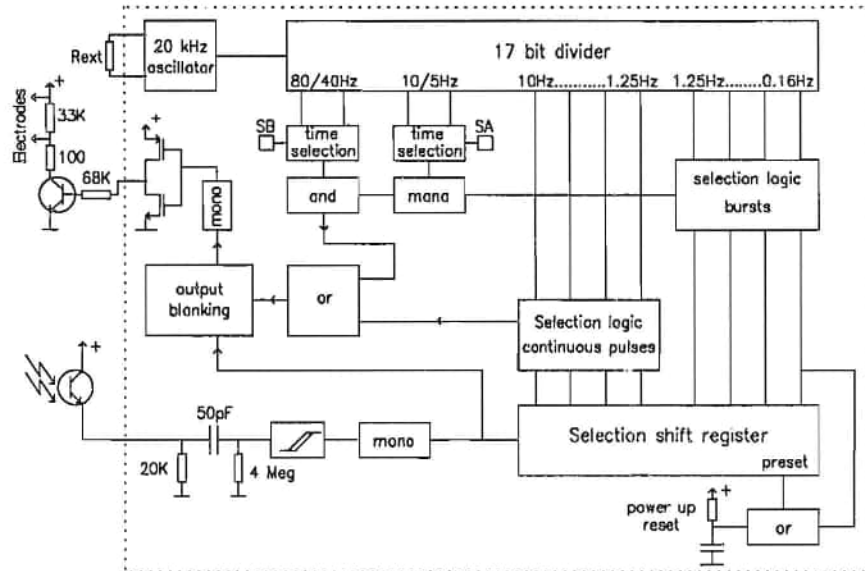 Rext
20 kHz
oscillator
17 bit divider
80/40Hz
10/5Hz
10Hz...........1.25Hz
1.25Hz........0.16Hz
+
Electrodes
33K
100
68K
+
SB
time
selection
SA
time
selection
mono
and
mana
selection logic
bursts
output
blanking
or
Selection logic
continuous pulses
+
50pF
20K
4 Meg
mono
Selection shift register
preset
power up
reset
+
or